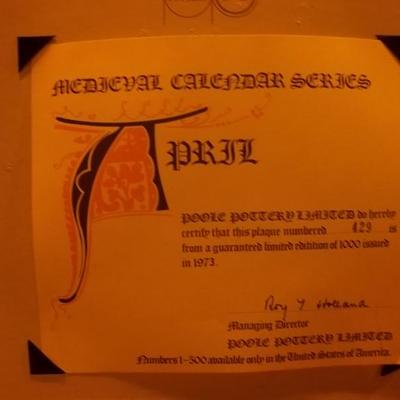 MEDIEVAL CALENDAR SERIES
APRIL
POOLE POTTERY LIMITED do hereby
certify that this plaque numbered 429 is
from a guaranteed limited edition of 1000 issued
in 1973.
Roy T Holland
Managing Director
POOLE POTTERY LIMITED
Numbers 1-500 available only in the United States of America.